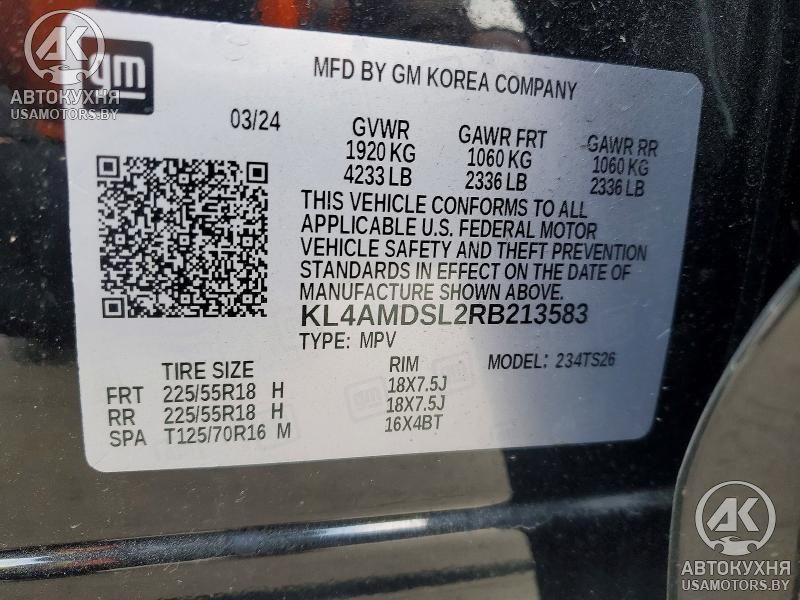 AK
АВТОКУХНЯ
USAMOTORS.BY
gm
MFD BY GM KOREA COMPANY
03/24
GVWR GAWR FRT GAWR RR
1920 KG 1060 KG 1060 KG
4233 LB 2336 LB 2336 LB
THIS VEHICLE CONFORMS TO ALL
APPLICABLE U.S. FEDERAL MOTOR
VEHICLE SAFETY AND THEFT PREVENTION
STANDARDS IN EFFECT ON THE DATE OF
MANUFACTURE SHOWN ABOVE.
KL4AMDSL2RB213583
TYPE: MPV MODEL: 234TS26
TIRE SIZE RIM
FRT 225/55R18 H 18X7.5J
RR 225/55R18 H 18X7.5J
SPA T125/70R16 M 16X4BT
AK
АВТОКУХНЯ
USAMOTORS.BY